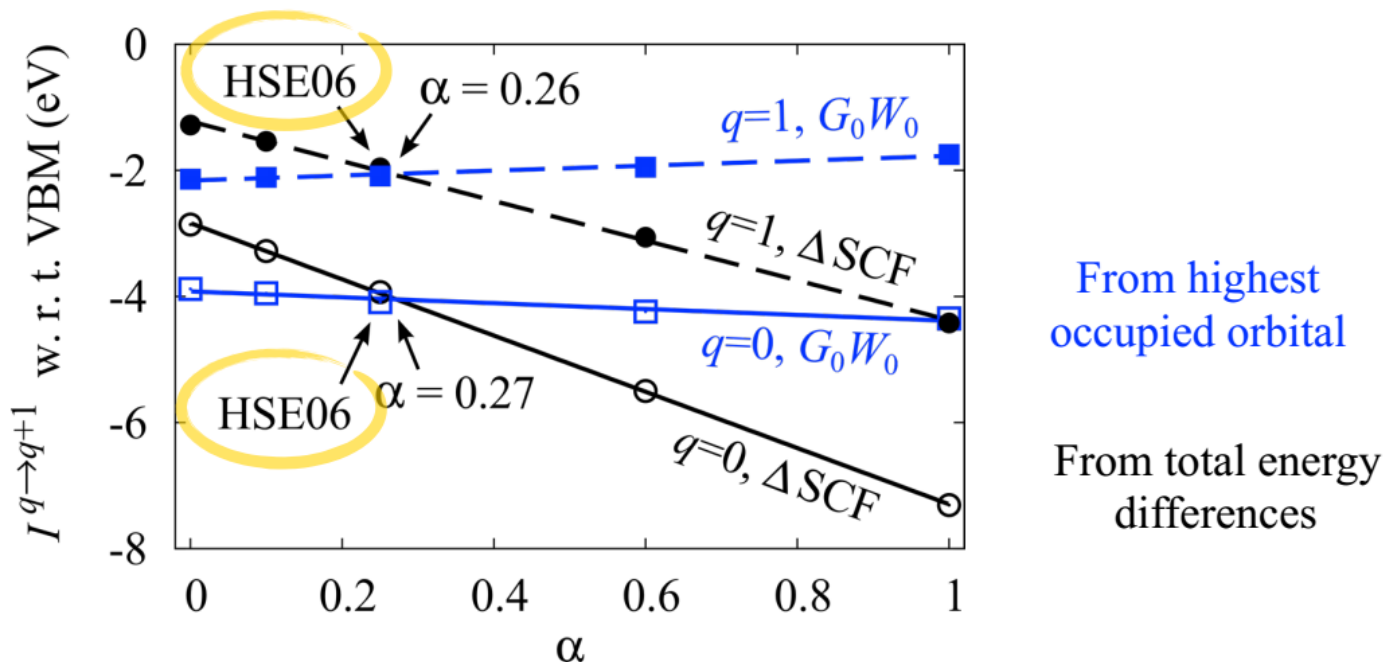 I^{q→q+1} w. r. t. VBM (eV)
0
-2
-4
-6
-8
HSE06
α = 0.26
q=1, G₀W₀
q=1, ΔSCF
q=0, G₀W₀
α = 0.27
HSE06
q=0, ΔSCF
0 0.2 0.4 0.6 0.8 1
α
From highest
occupied orbital
From total energy
differences